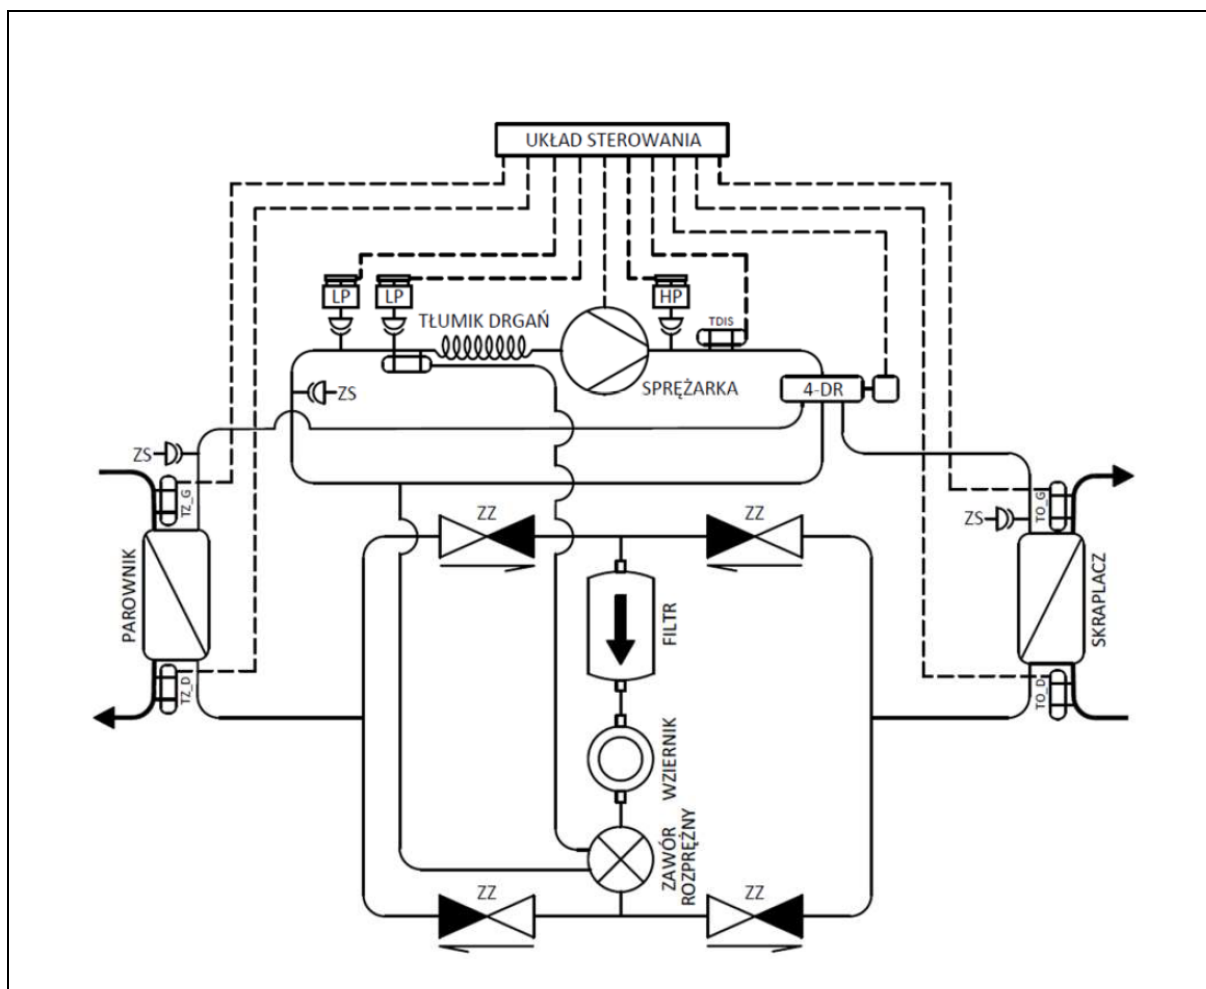 UKŁAD STEROWANIA
LP
LP
HP
TŁUMIK DRGAŃ
TDIS
SPRĘŻARKA
4-DR
ZS
ZS
TZ_G
TO_G
ZS
ZZ
ZZ
PAROWNIK
FILTR
SKRAPLACZ
TZ_D
TO_D
WZIERNIK
ZAWÓR
ROZPRĘŻNY
ZZ
ZZ